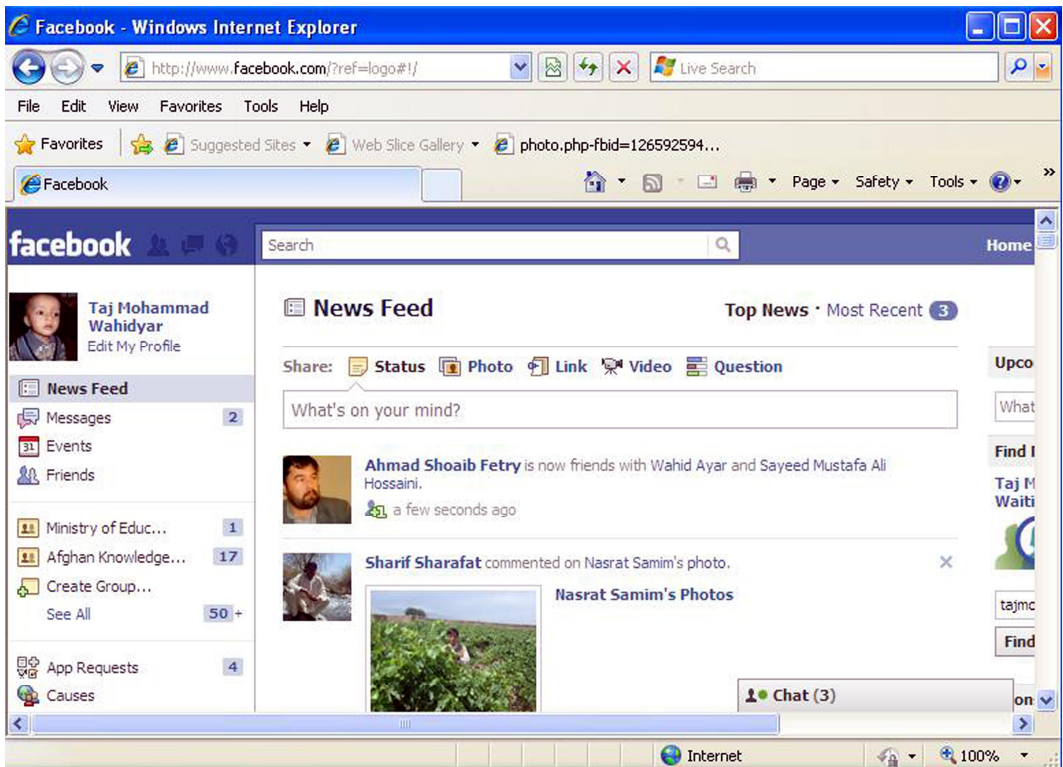 Facebook - Windows Internet Explorer
http://www.facebook.com/?ref=logo#!/
Live Search
File Edit View Favorites Tools Help
Favorites Suggested Sites Web Slice Gallery photo.php-fbid=126592594...
Facebook
Page Safety Tools »
facebook
Search
Home
Taj Mohammad
Wahidyar
Edit My Profile
News Feed
Messages 2
31 Events
Friends
Ministry of Educ... 1
Afghan Knowledge... 17
Create Group...
See All 50+
App Requests 4
Causes
News Feed
Top News · Most Recent 3
Share: Status Photo Link Video Question
What's on your mind?
Ahmad Shoaib Fetry is now friends with Wahid Ayar and Sayeed Mustafa Ali
Hossaini.
a few seconds ago
Sharif Sharafat commented on Nasrat Samim's photo.
Nasrat Samim's Photos
Upco
What
Find
Taj M
Waiti
tajmo
Find
on
Chat (3)
Internet
100%